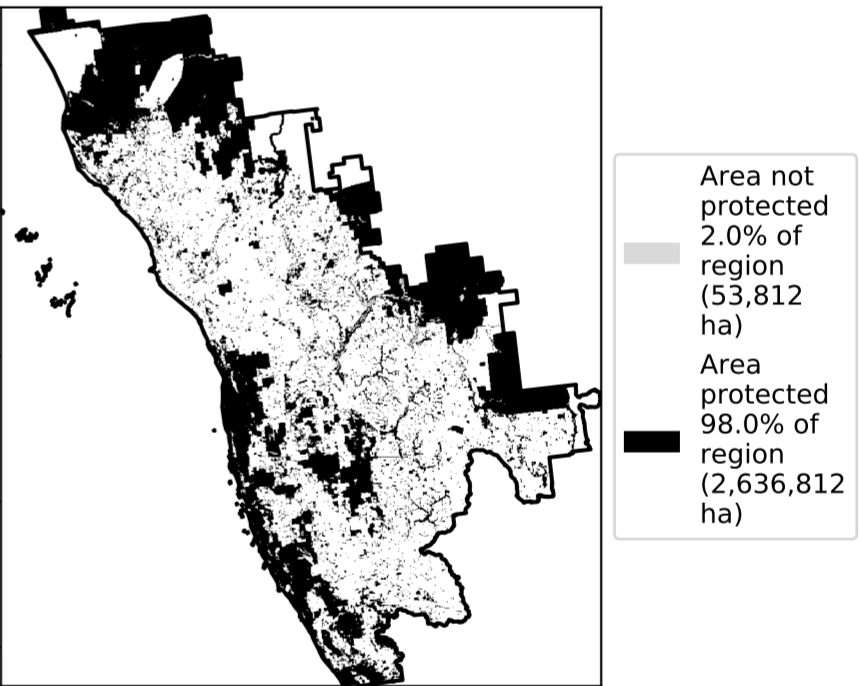 Area not
protected
2.0% of
region
(53,812
ha)
Area
protected
98.0% of
region
(2,636,812
ha)